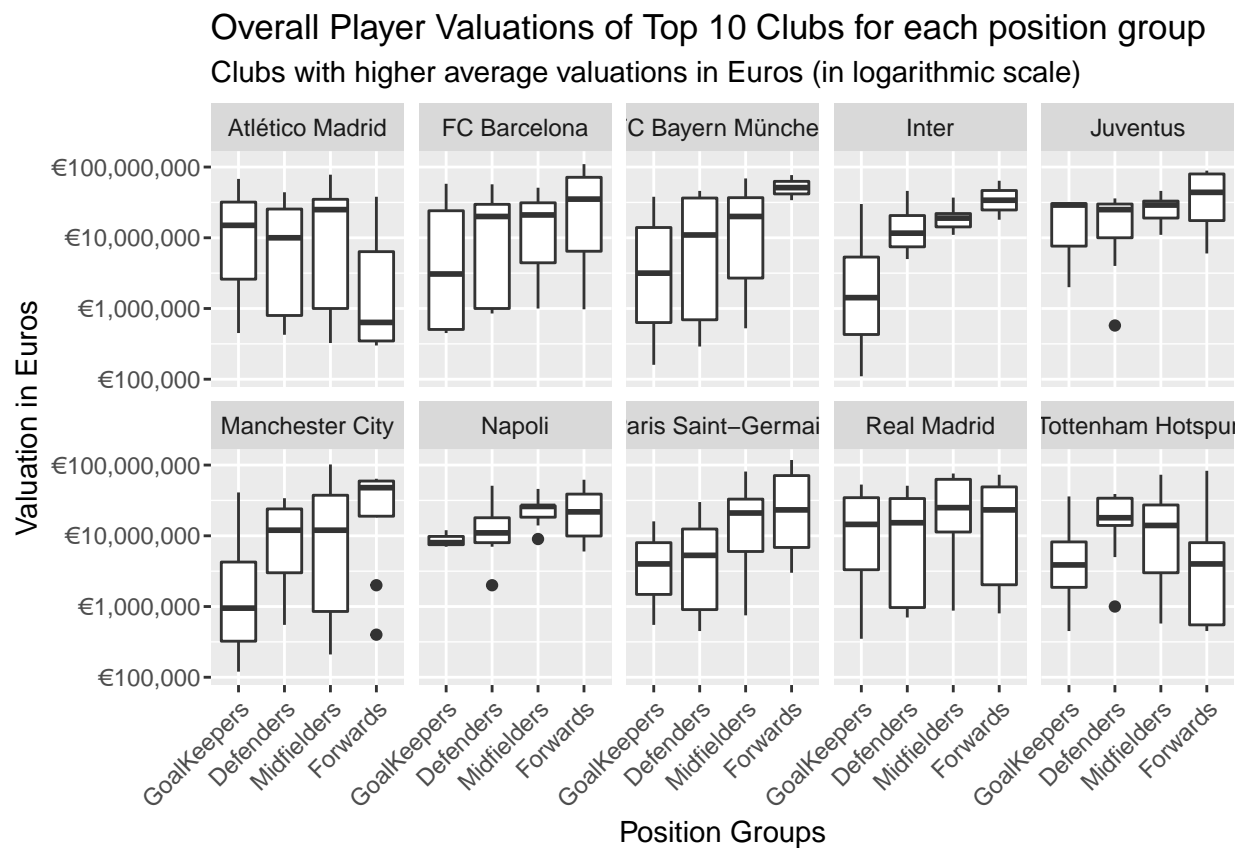 Overall Player Valuations of Top 10 Clubs for each position group
Clubs with higher average valuations in Euros (in logarithmic scale)
Atlético Madrid
FC Barcelona
C Bayern Münche
Inter
Juventus
€100,000,000
€10,000,000
€1,000,000
€100,000
Manchester City
Napoli
aris Saint−Germai
Real Madrid
Tottenham Hotspur
€100,000,000
€10,000,000
€1,000,000
€100,000
Valuation in Euros
GoalKeepers
Defenders
Midfielders
Forwards
GoalKeepers
Defenders
Midfielders
Forwards
GoalKeepers
Defenders
Midfielders
Forwards
GoalKeepers
Defenders
Midfielders
Forwards
GoalKeepers
Defenders
Midfielders
Forwards
Position Groups